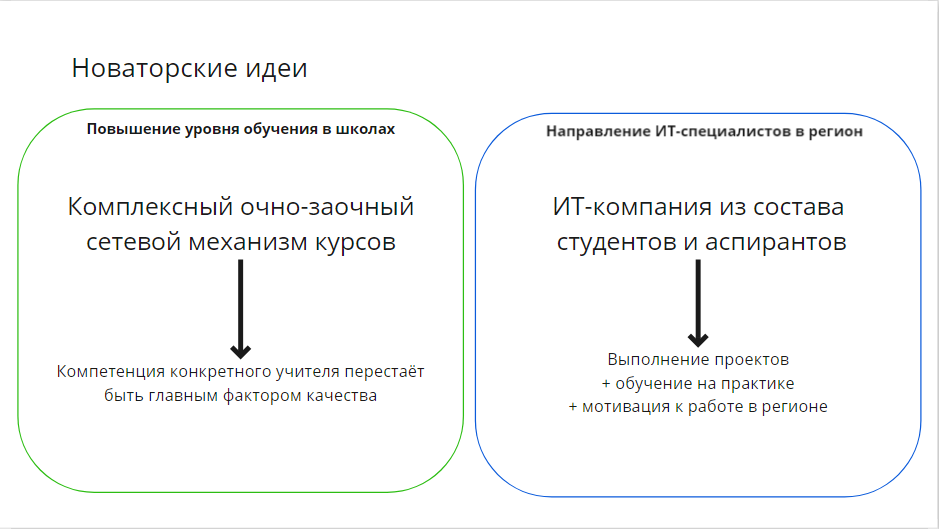 Новаторские идеи
Повышение уровня обучения в школах
Комплексный очно-заочный
сетевой механизм курсов
Компетенция конкретного учителя перестаёт
быть главным фактором качества
Направление ИТ-специалистов в регион
ИТ-компания из состава
студентов и аспирантов
Выполнение проектов
+ обучение на практике
+ мотивация к работе в регионе